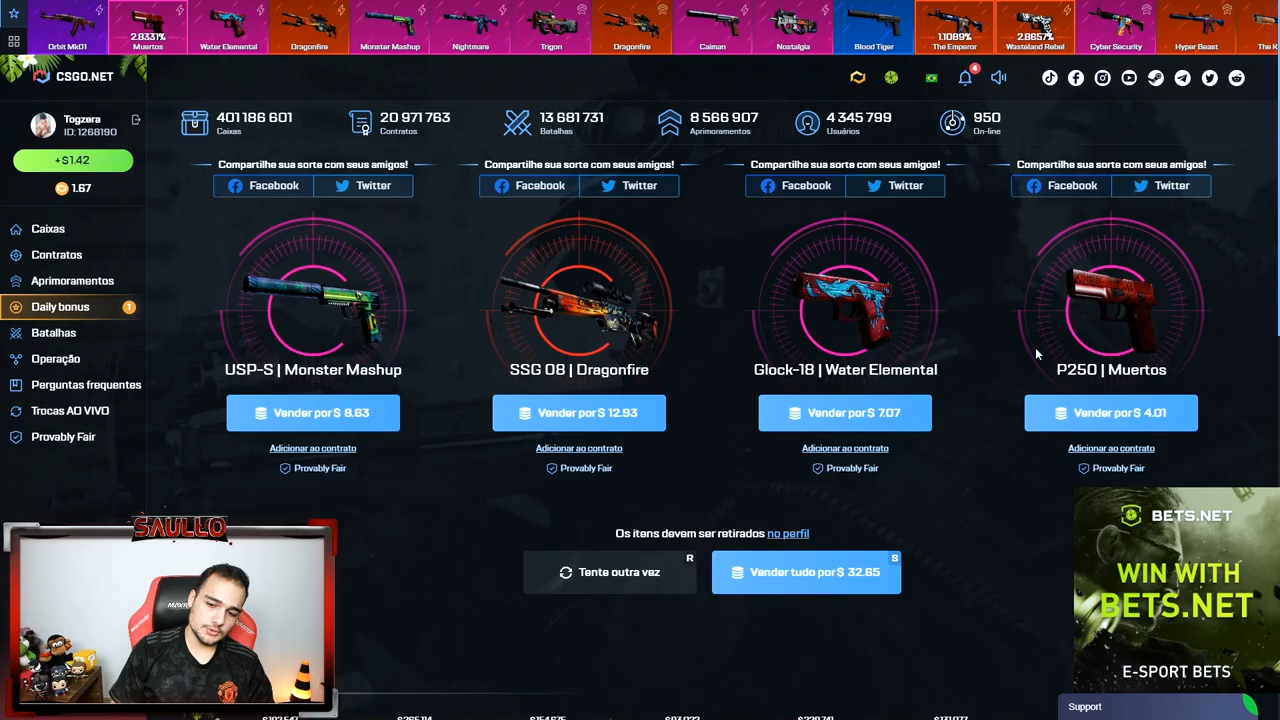 Orbit Mk01
2.8331%
Muertos
Water Elemental
Dragonfire
Monster Mashup
Nightmare
Trigon
Dragonfire
Caiman
Nostalgia
Blood Tiger
1.1089%
The Emperor
2.8657%
Wasteland Rebel
Cyber Security
Hyper Beast
The K
CSGO.NET
4
Togzera
ID: 1268190
+$1.42
1.67
401 186 601
Caixas
20 971 763
Contratos
13 681 731
Batalhas
8 566 907
Aprimoramentos
4 345 799
Usuários
950
On-line
Caixas
Contratos
Aprimoramentos
Daily bonus 1
Batalhas
Operação
Perguntas frequentes
Trocas AO VIVO
Provably Fair
Compartilhe sua sorte com seus amigos!
Facebook Twitter
USP-S | Monster Mashup
Vender por $ 8.63
Adicionar ao contrato
Provably Fair
Compartilhe sua sorte com seus amigos!
Facebook Twitter
SSG 08 | Dragonfire
Vender por $ 12.93
Adicionar ao contrato
Provably Fair
Compartilhe sua sorte com seus amigos!
Facebook Twitter
Glock-18 | Water Elemental
Vender por $ 7.07
Adicionar ao contrato
Provably Fair
Compartilhe sua sorte com seus amigos!
Facebook Twitter
P250 | Muertos
Vender por $ 4.01
Adicionar ao contrato
Provably Fair
Os itens devem ser retirados no perfil
Tente outra vez R
Vender tudo por $ 32.65 S
SAULLO
BETS.NET
WIN WITH
BETS.NET
E-SPORT BETS
Support